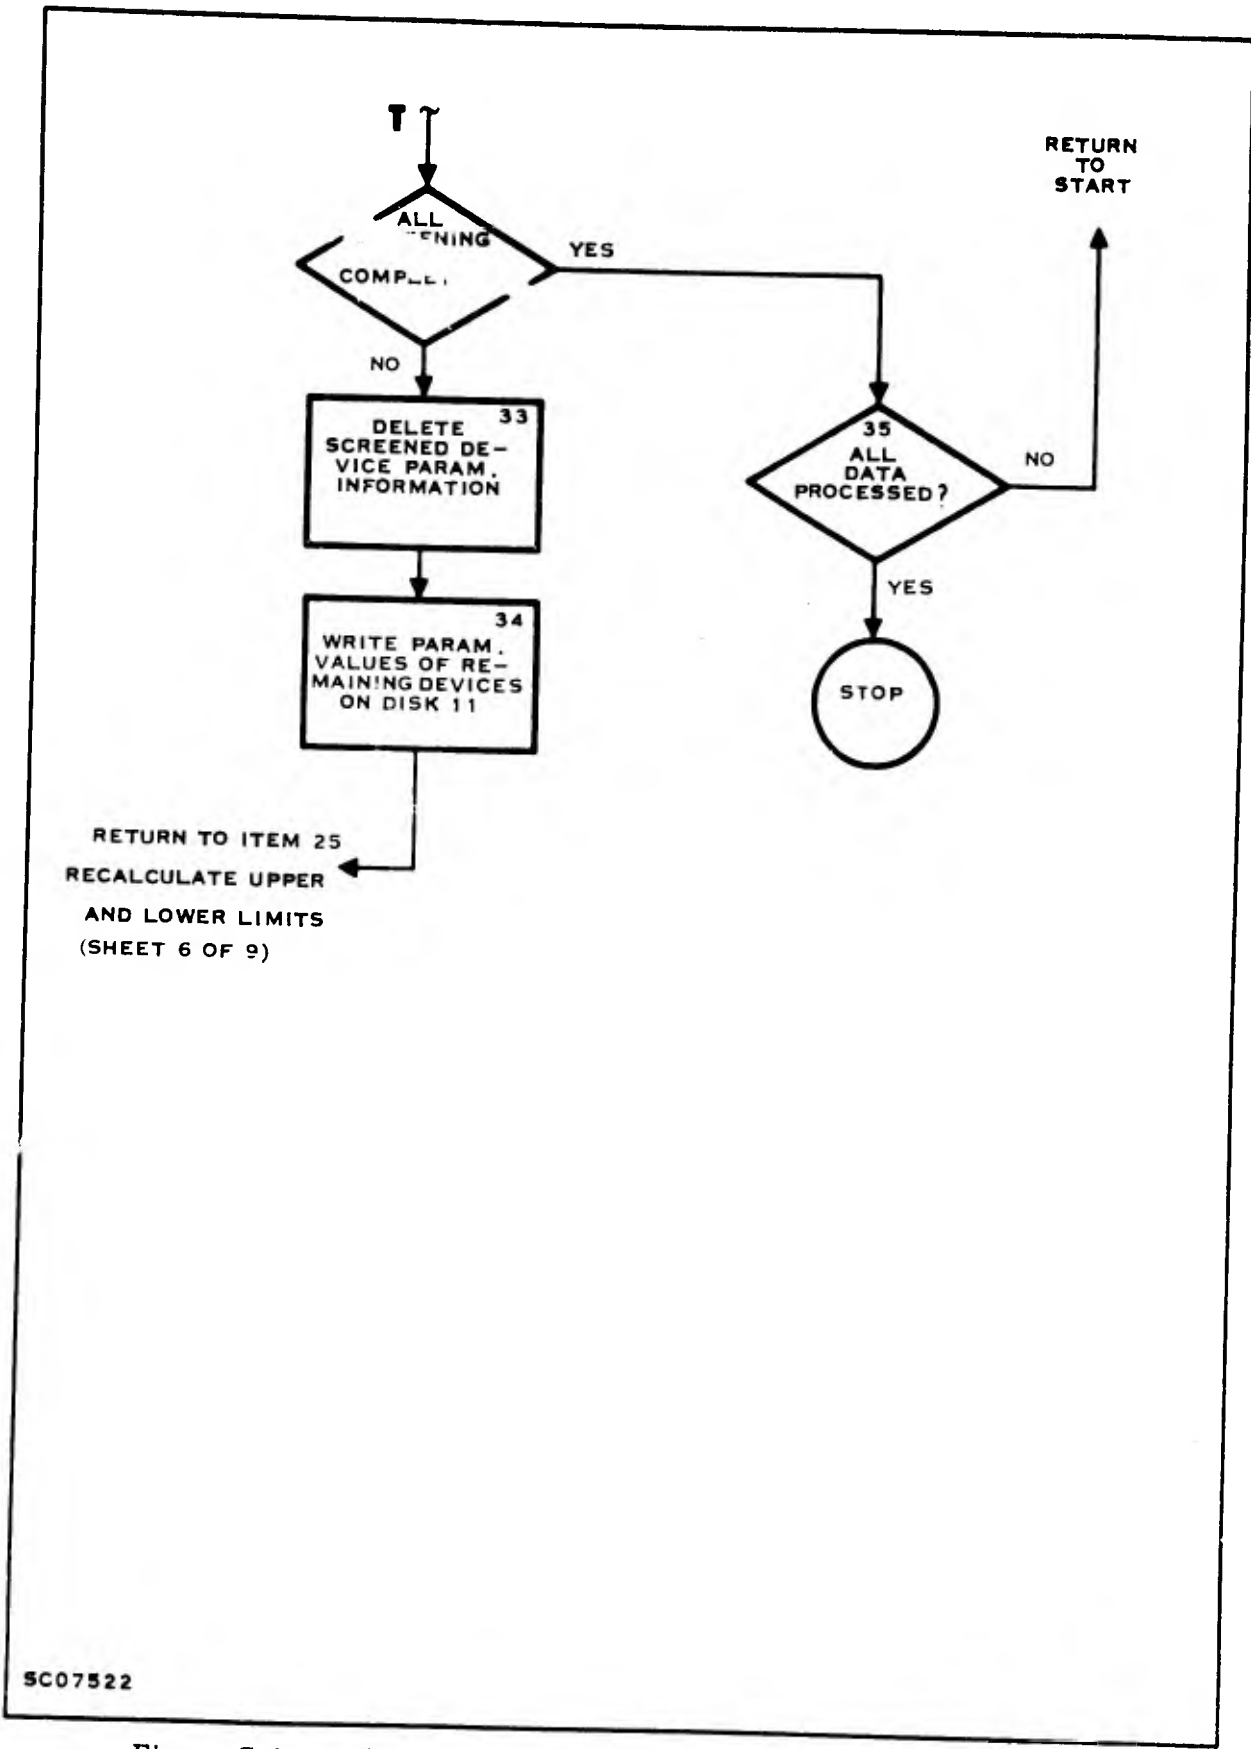 T
ALL
YES
NO
33
DELETE
SCREENED DE-
VICE PARAM.
INFORMATION
34
WRITE PARAM.
VALUES OF RE-
MAINING DEVICES
ON DISK 11
RETURN TO ITEM 25
RECALCULATE UPPER
AND LOWER LIMITS
(SHEET 6 OF 9)
RETURN
TO
START
35
ALL
DATA
PROCESSED?
NO
YES
STOP
SC07522